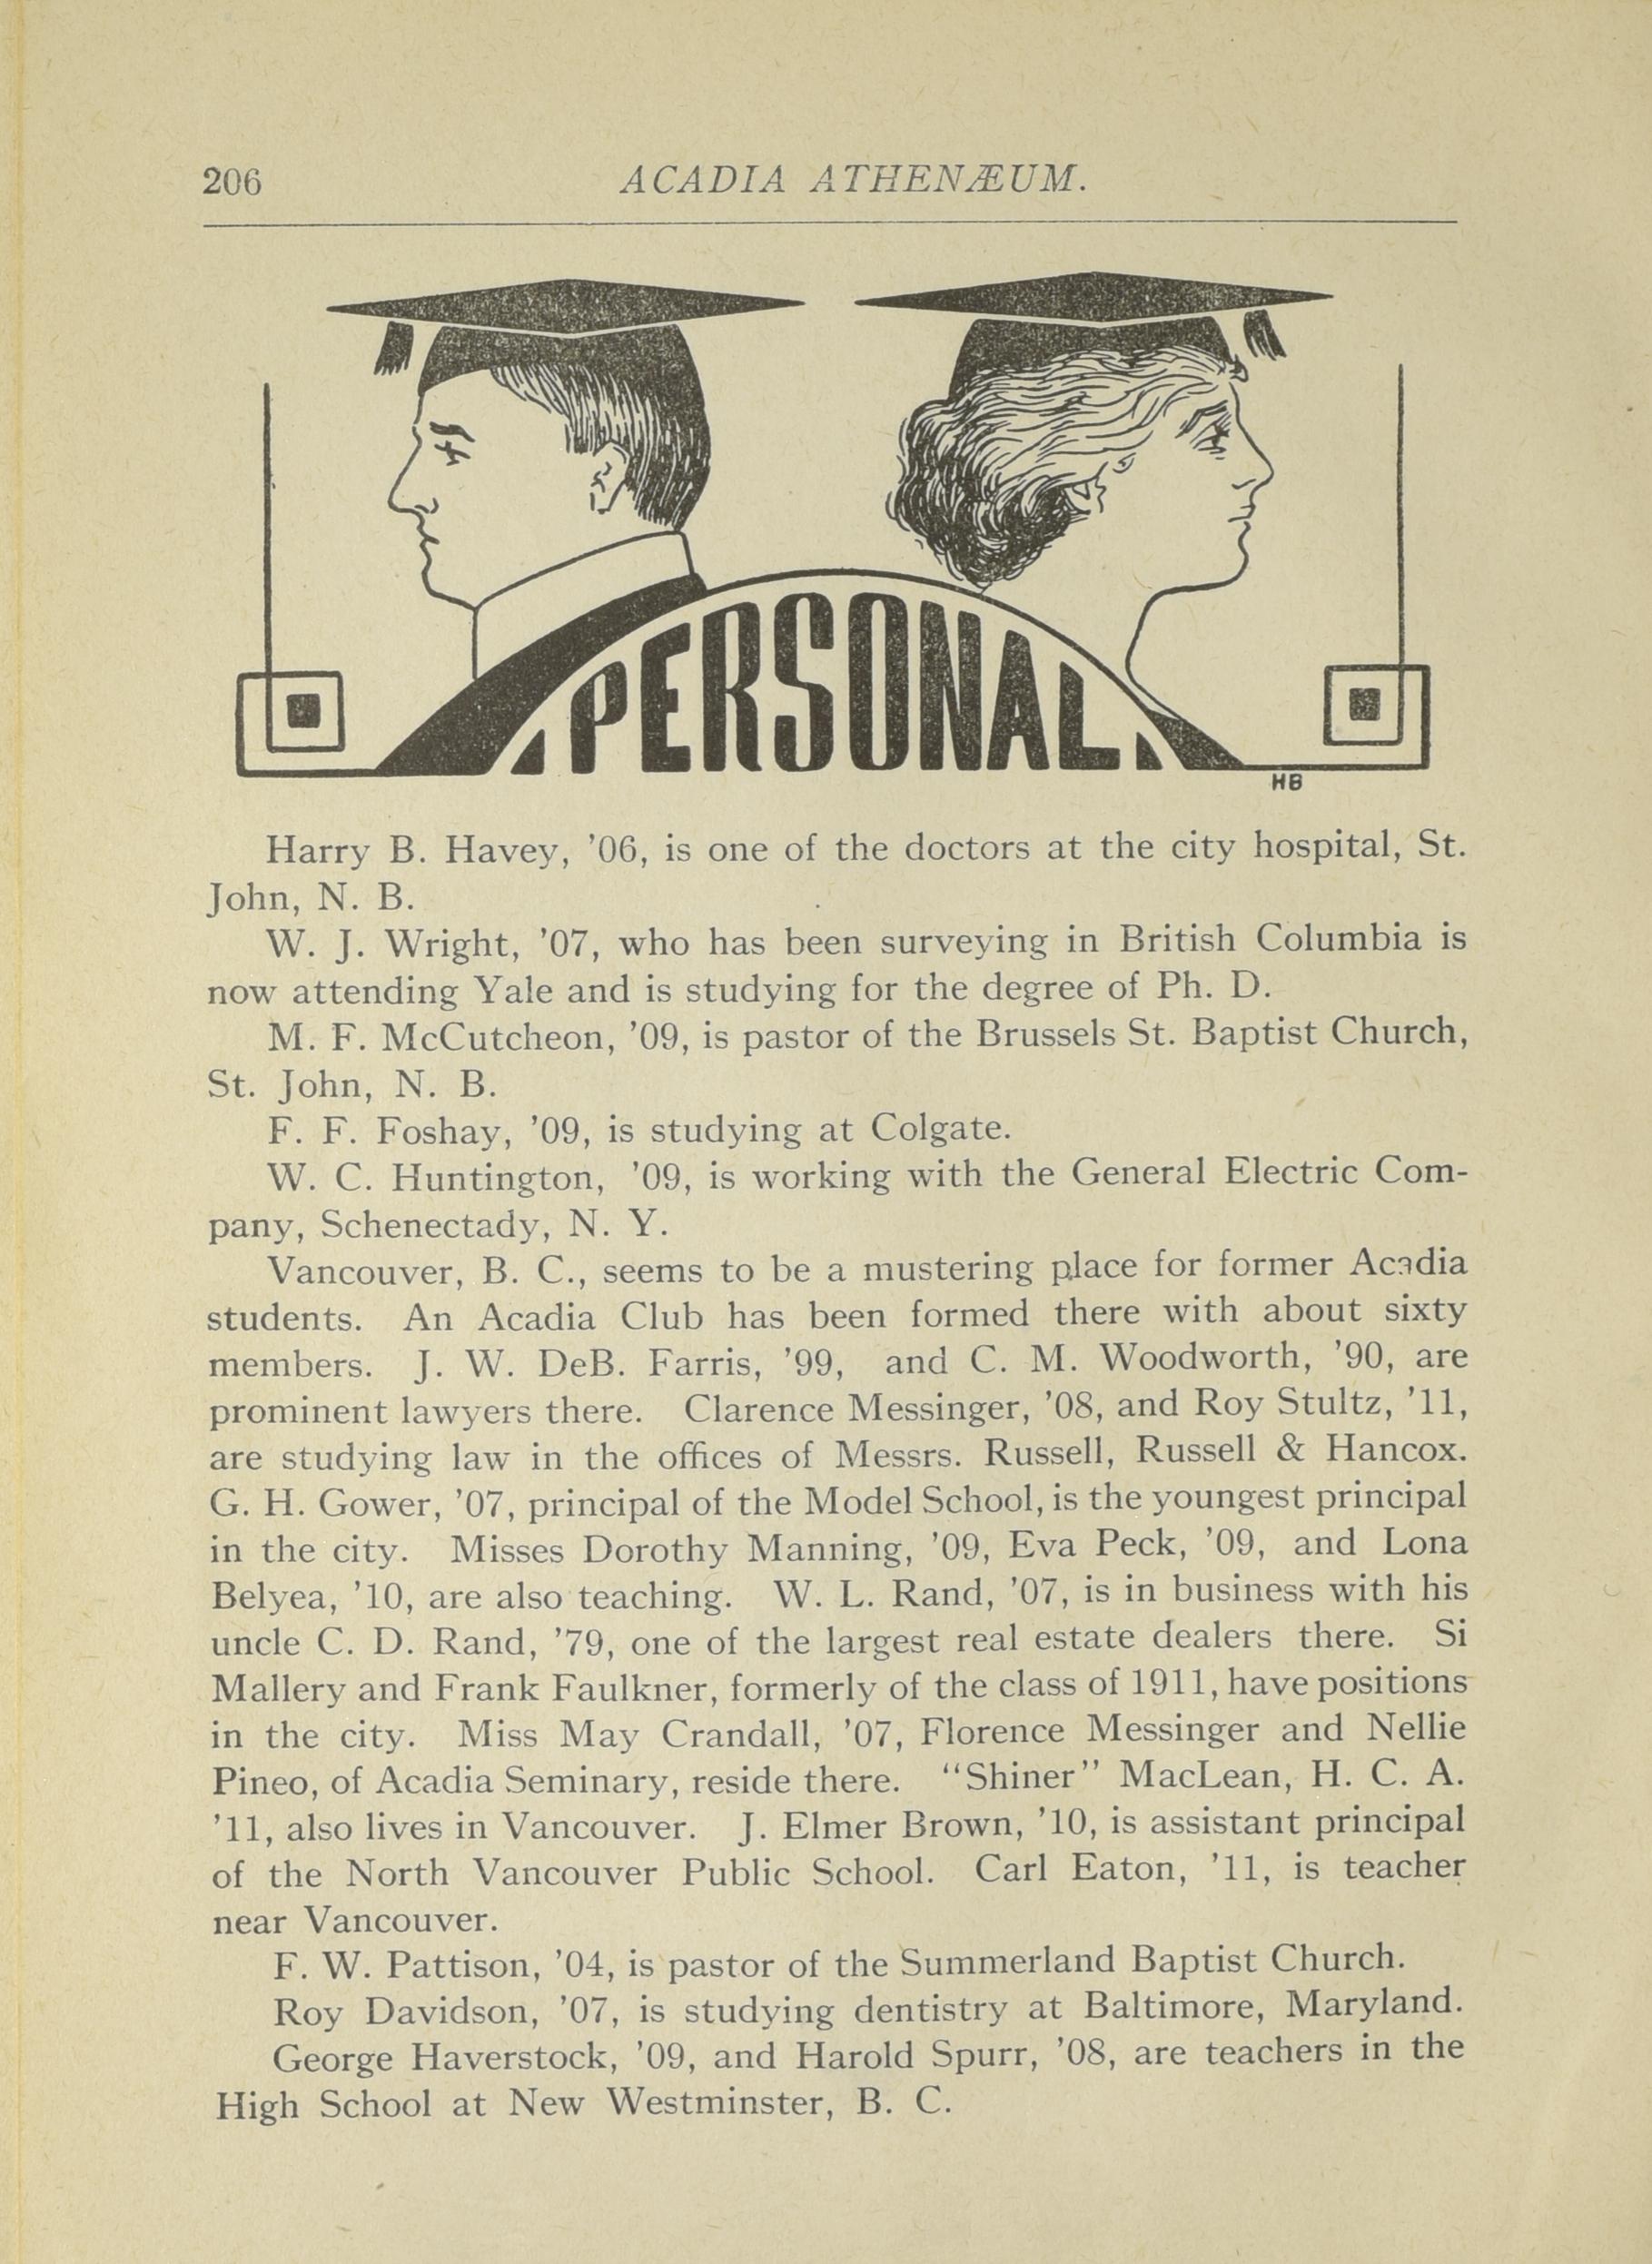 206
ACADIA ATHENÆUM.
PERSONAL
HB
Harry B. Havey, ’06, is one of the doctors at the city hospital, St.
John, N. B.
W. J. Wright, ’07, who has been surveying in British Columbia is
now attending Yale and is studying for the degree of Ph. D.
M. F. McCutcheon, ’09, is pastor of the Brussels St. Baptist Church,
St. John, N. B.
F. F. Foshay, ’09, is studying at Colgate.
W. C. Huntington, ’09, is working with the General Electric Com-
pany, Schenectady, N. Y.
Vancouver, B. C., seems to be a mustering place for former Acadia
students. An Acadia Club has been formed there with about sixty
members. J. W. DeB. Farris, ’99, and C. M. Woodworth, ’90, are
prominent lawyers there. Clarence Messinger, ’08, and Roy Stultz, ’11,
are studying law in the offices of Messrs. Russell, Russell & Hancox.
G. H. Gower, ’07, principal of the Model School, is the youngest principal
in the city. Misses Dorothy Manning, ’09, Eva Peck, ’09, and Lona
Belyea, ’10, are also teaching. W. L. Rand, ’07, is in business with his
uncle C. D. Rand, ’79, one of the largest real estate dealers there. Si
Mallery and Frank Faulkner, formerly of the class of 1911, have positions
in the city. Miss May Crandall, ’07, Florence Messinger and Nellie
Pineo, of Acadia Seminary, reside there. “Shiner” MacLean, H. C. A.
’11, also lives in Vancouver. J. Elmer Brown, ’10, is assistant principal
of the North Vancouver Public School. Carl Eaton, ’11, is teacher
near Vancouver.
F. W. Pattison, ’04, is pastor of the Summerland Baptist Church.
Roy Davidson, ’07, is studying dentistry at Baltimore, Maryland.
George Haverstock, ’09, and Harold Spurr, ’08, are teachers in the
High School at New Westminster, B. C.